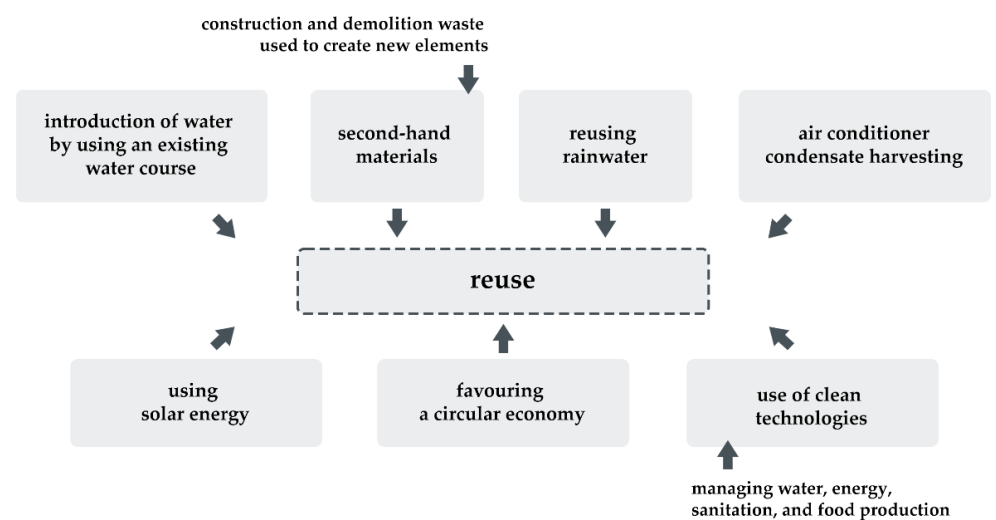 construction and demolition waste
used to create new elements
introduction of water
by using an existing
water course
second-hand
materials
reusing
rainwater
air conditioner
condensate harvesting
reuse
using
solar energy
favouring
a circular economy
use of clean
technologies
managing water, energy,
sanitation, and food production